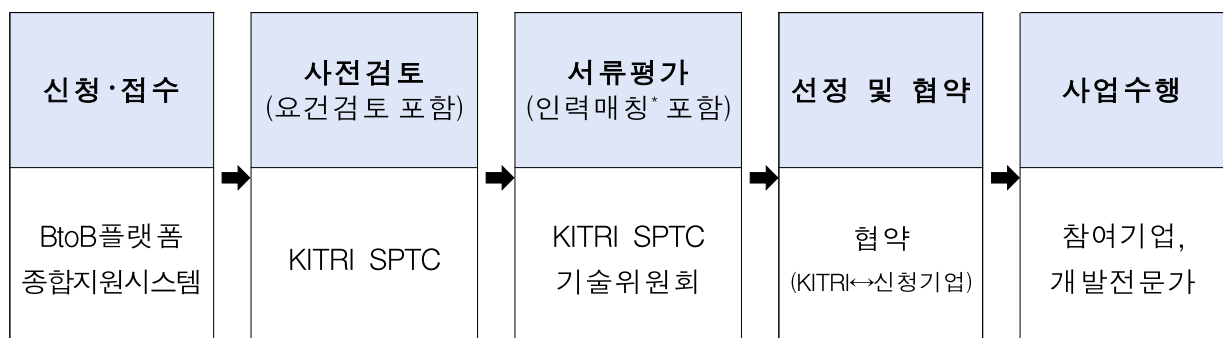 신청·접수
BtoB플랫폼
종합지원시스템
사전검토
(요건검토 포함)
KITRI SPTC
서류평가
(인력매칭* 포함)
KITRI SPTC
기술위원회
선정 및 협약
협약
(KITRI↔신청기업)
사업수행
참여기업,
개발전문가